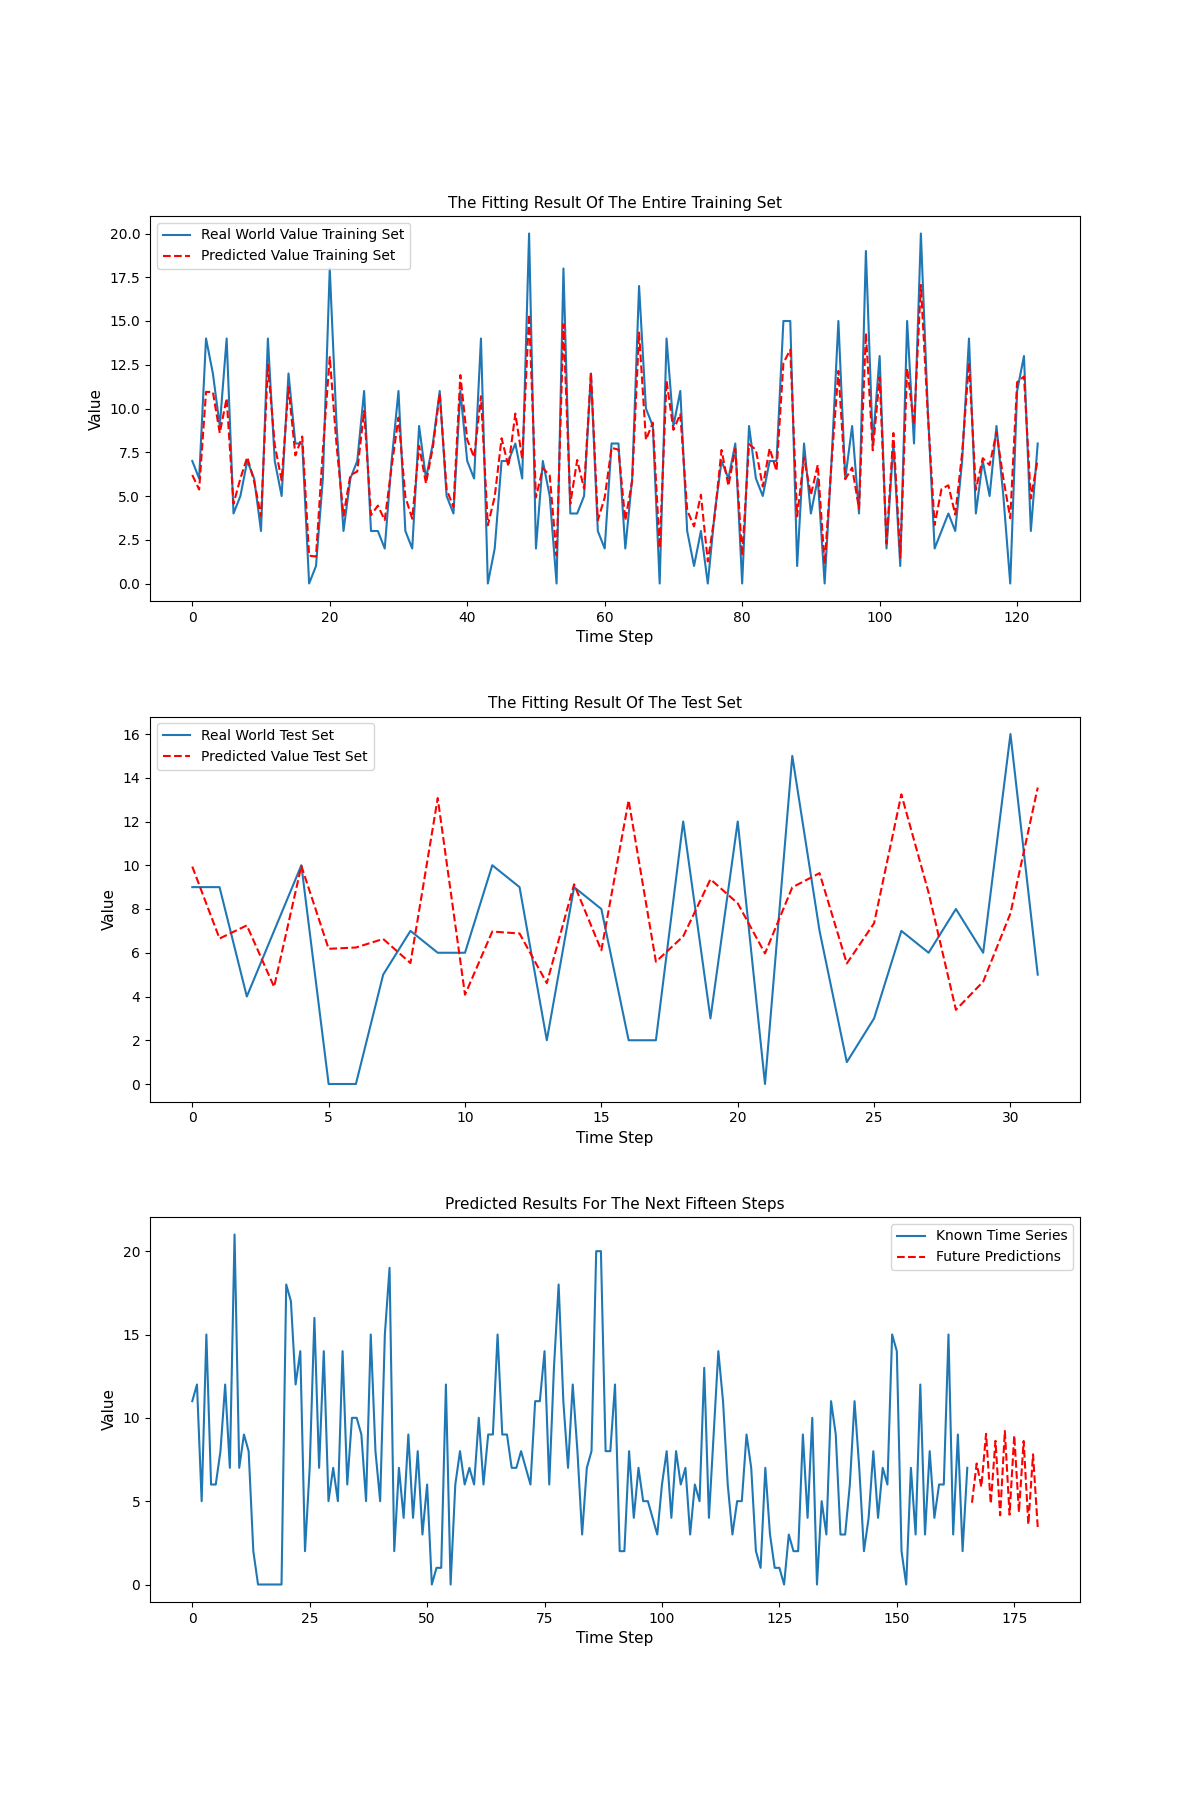 The Fitting Result Of The Entire Training Set
Real World Value Training Set
Predicted Value Training Set
20.0
17.5
15.0
12.5
10.0
7.5
5.0
2.5
0.0
Value
0 20 40 60 80 100 120
Time Step
The Fitting Result Of The Test Set
Real World Test Set
Predicted Value Test Set
16
14
12
10
8
6
4
2
0
Value
0 5 10 15 20 25 30
Time Step
Predicted Results For The Next Fifteen Steps
Known Time Series
Future Predictions
20
15
10
5
0
Value
0 25 50 75 100 125 150 175
Time Step